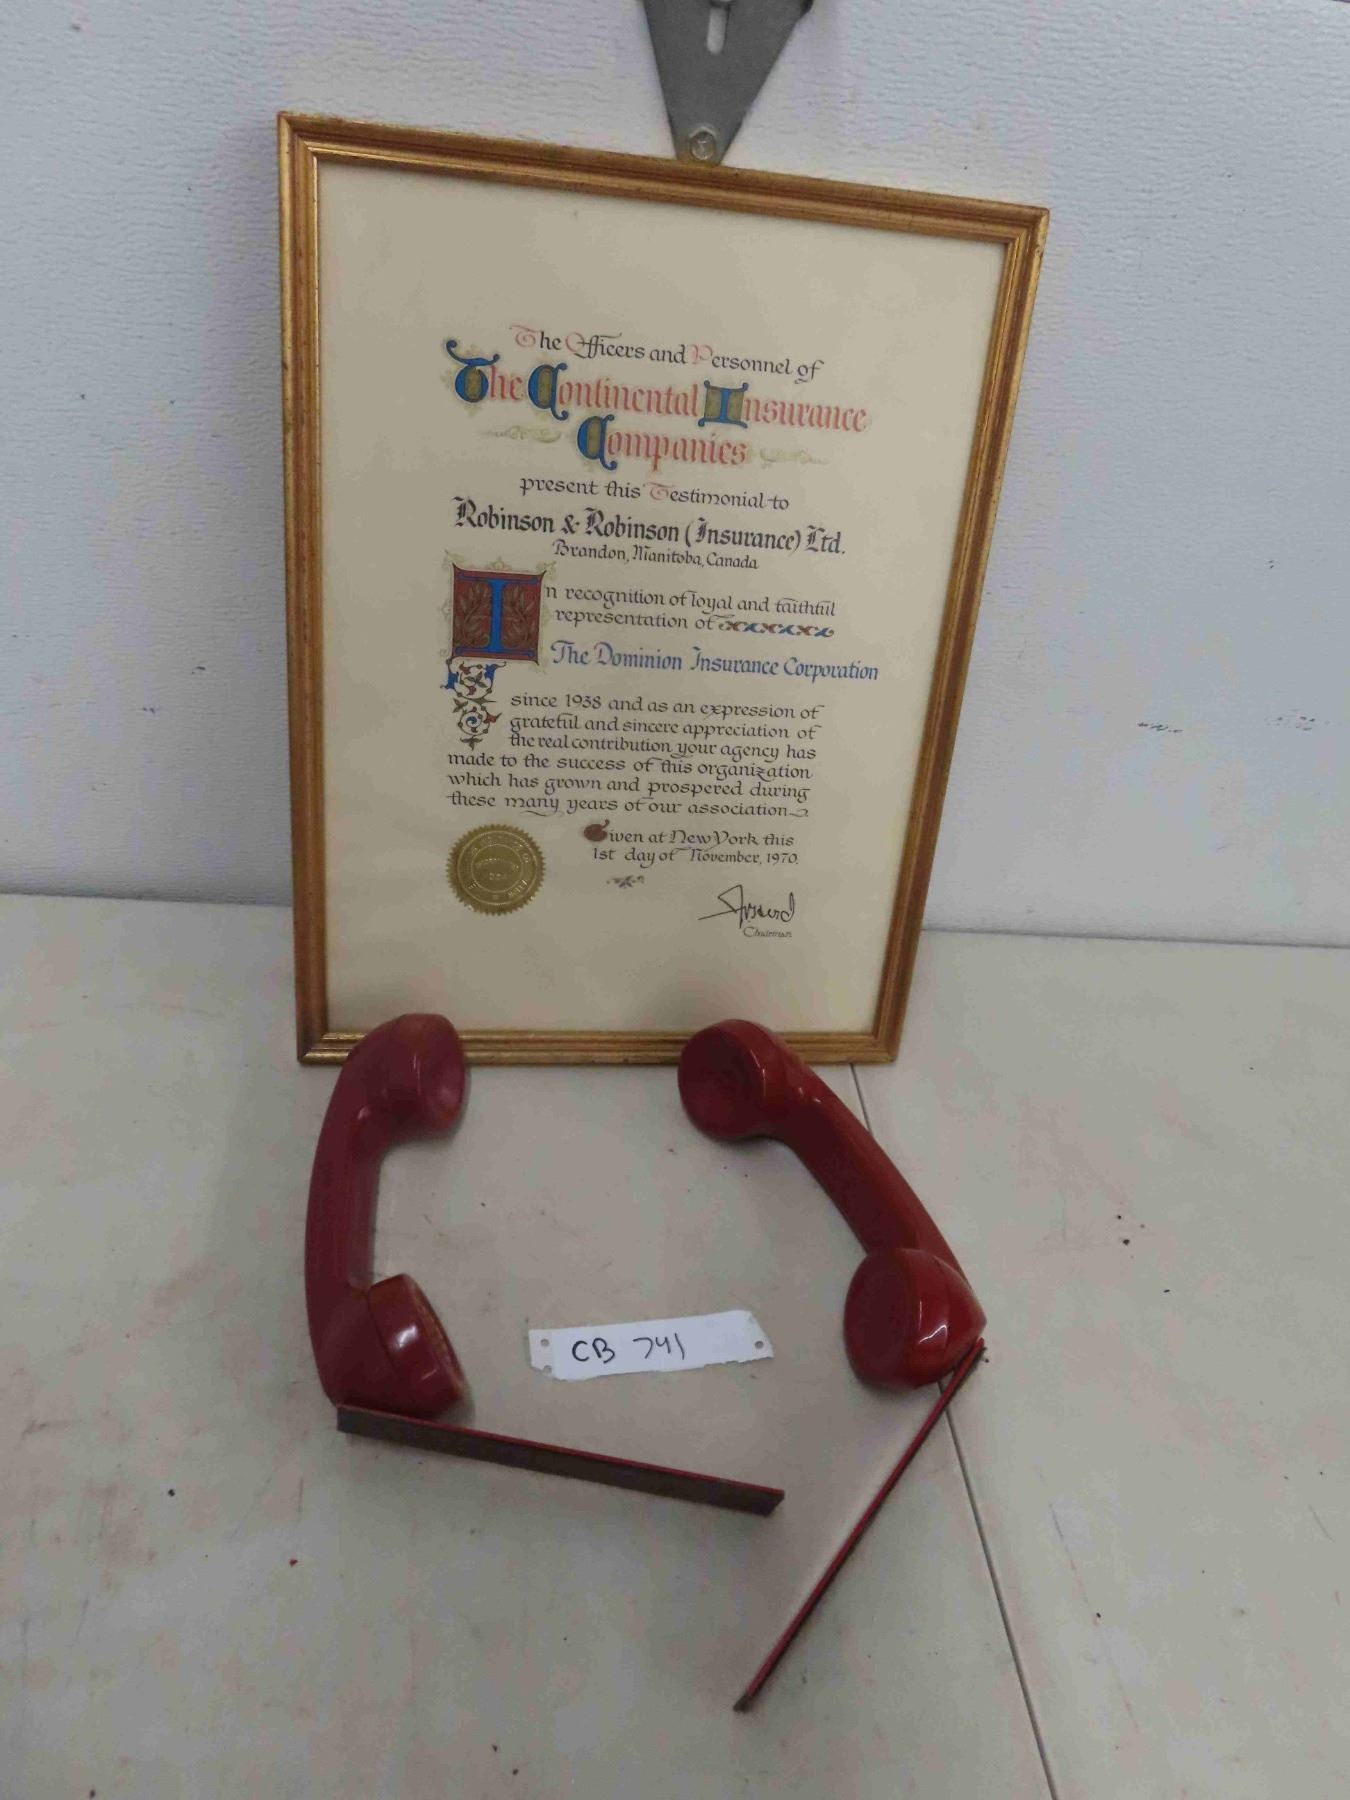 The Officers and Personnel of
The Continental Insurance
Companies
present this Testimonial to
Robinson & Robinson (Insurance) Ltd.
Brandon, Manitoba, Canada
In recognition of loyal and faithful
representation of
The Dominion Insurance Corporation
since 1938 and as an expression of
grateful and sincere appreciation of
the real contribution your agency has
made to the success of this organization
which has grown and prospered during
these many years of our association
Given at New York this
1st day of November, 1970.
Chairman
CB 741